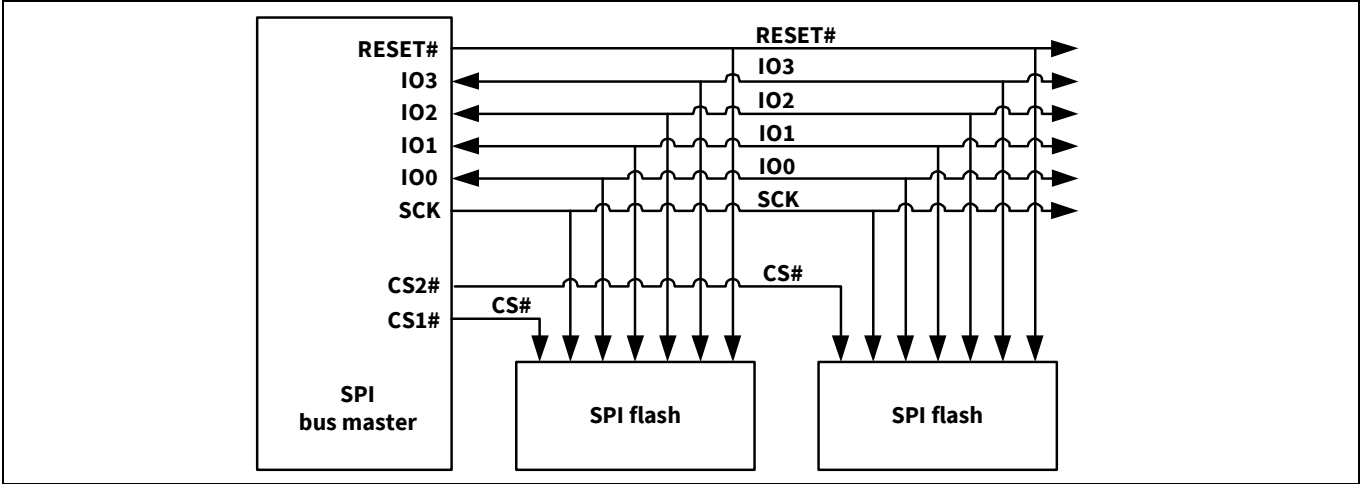 RESET# RESET#
IO3 IO3
IO2 IO2
IO1 IO1
IO0 IO0
SCK SCK
CS2# CS#
CS1# CS#
SPI
bus master
SPI flash
SPI flash